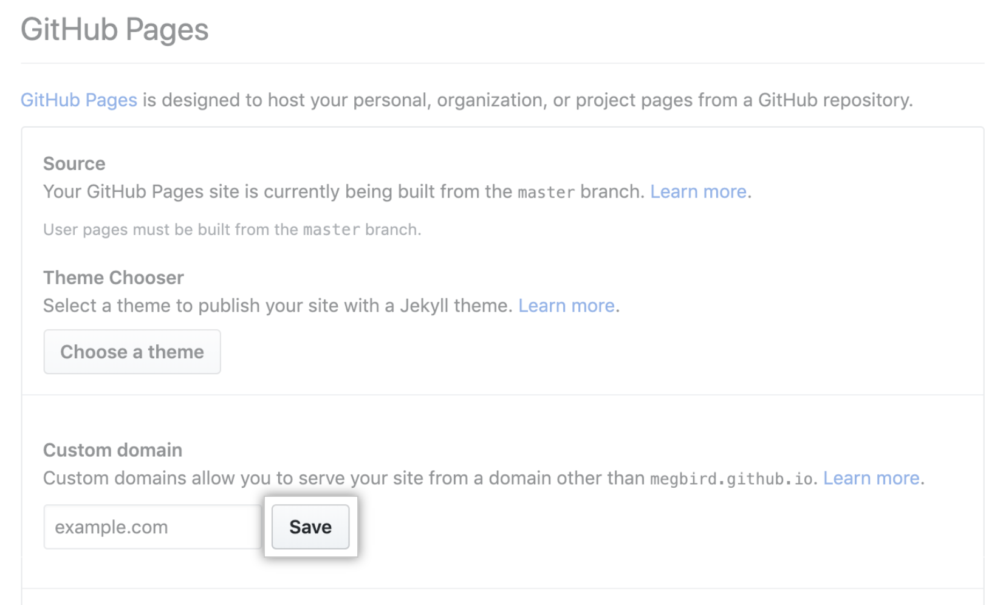 GitHub Pages
GitHub Pages is designed to host your personal, organization, or project pages from a GitHub repository.
Source
Your GitHub Pages site is currently being built from the master branch. Learn more.
User pages must be built from the master branch.
Theme Chooser
Select a theme to publish your site with a Jekyll theme. Learn more.
Choose a theme
Custom domain
Custom domains allow you to serve your site from a domain other than megbird.github.io. Learn more.
example.com Save